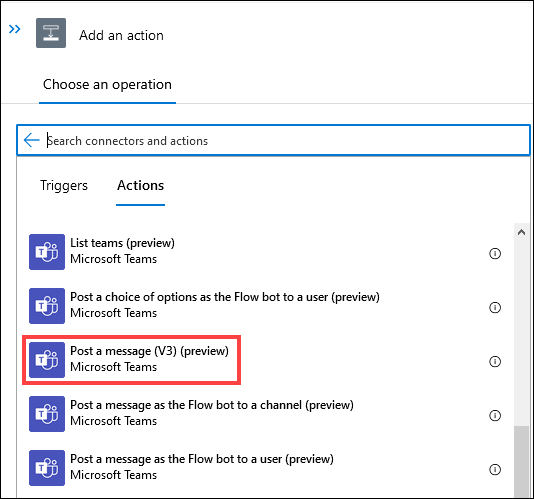 Add an action
Choose an operation
Search connectors and actions
Triggers Actions
List teams (preview)
Microsoft Teams
Post a choice of options as the Flow bot to a user (preview)
Microsoft Teams
Post a message (V3) (preview)
Microsoft Teams
Post a message as the Flow bot to a channel (preview)
Microsoft Teams
Post a message as the Flow bot to a user (preview)
Microsoft Teams